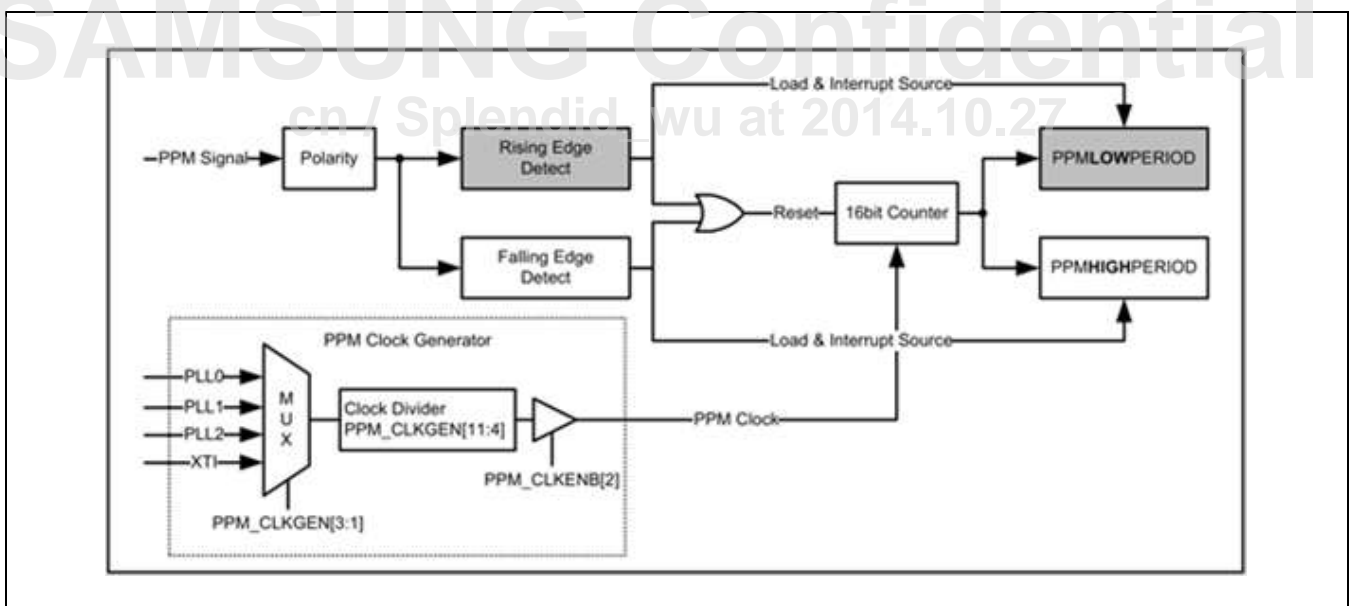 SAMSUNG Confidential
cn / Splendid_wu at 2014.10.27
Load & Interrupt Source
PPM Signal
Polarity
Rising Edge
Detect
PPMLOWPERIOD
Reset
16bit Counter
Falling Edge
Detect
PPMHIGHPERIOD
Load & Interrupt Source
PPM Clock Generator
PLL0
PLL1
PLL2
XTI
M
U
X
Clock Divider
PPM_CLKGEN[11:4]
PPM Clock
PPM_CLKENB[2]
PPM_CLKGEN[3:1]